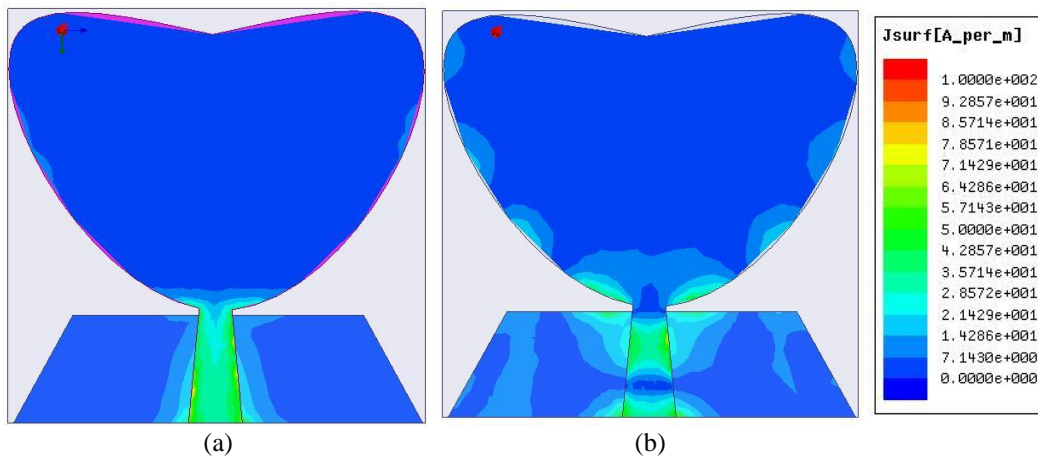 Jsurf[A_per_m]
1.0000e+002
9.2857e+001
8.5714e+001
7.8571e+001
7.1429e+001
6.4286e+001
5.7143e+001
5.0000e+001
4.2857e+001
3.5714e+001
2.8572e+001
2.1429e+001
1.4286e+001
7.1430e+000
0.0000e+000
(a)
(b)